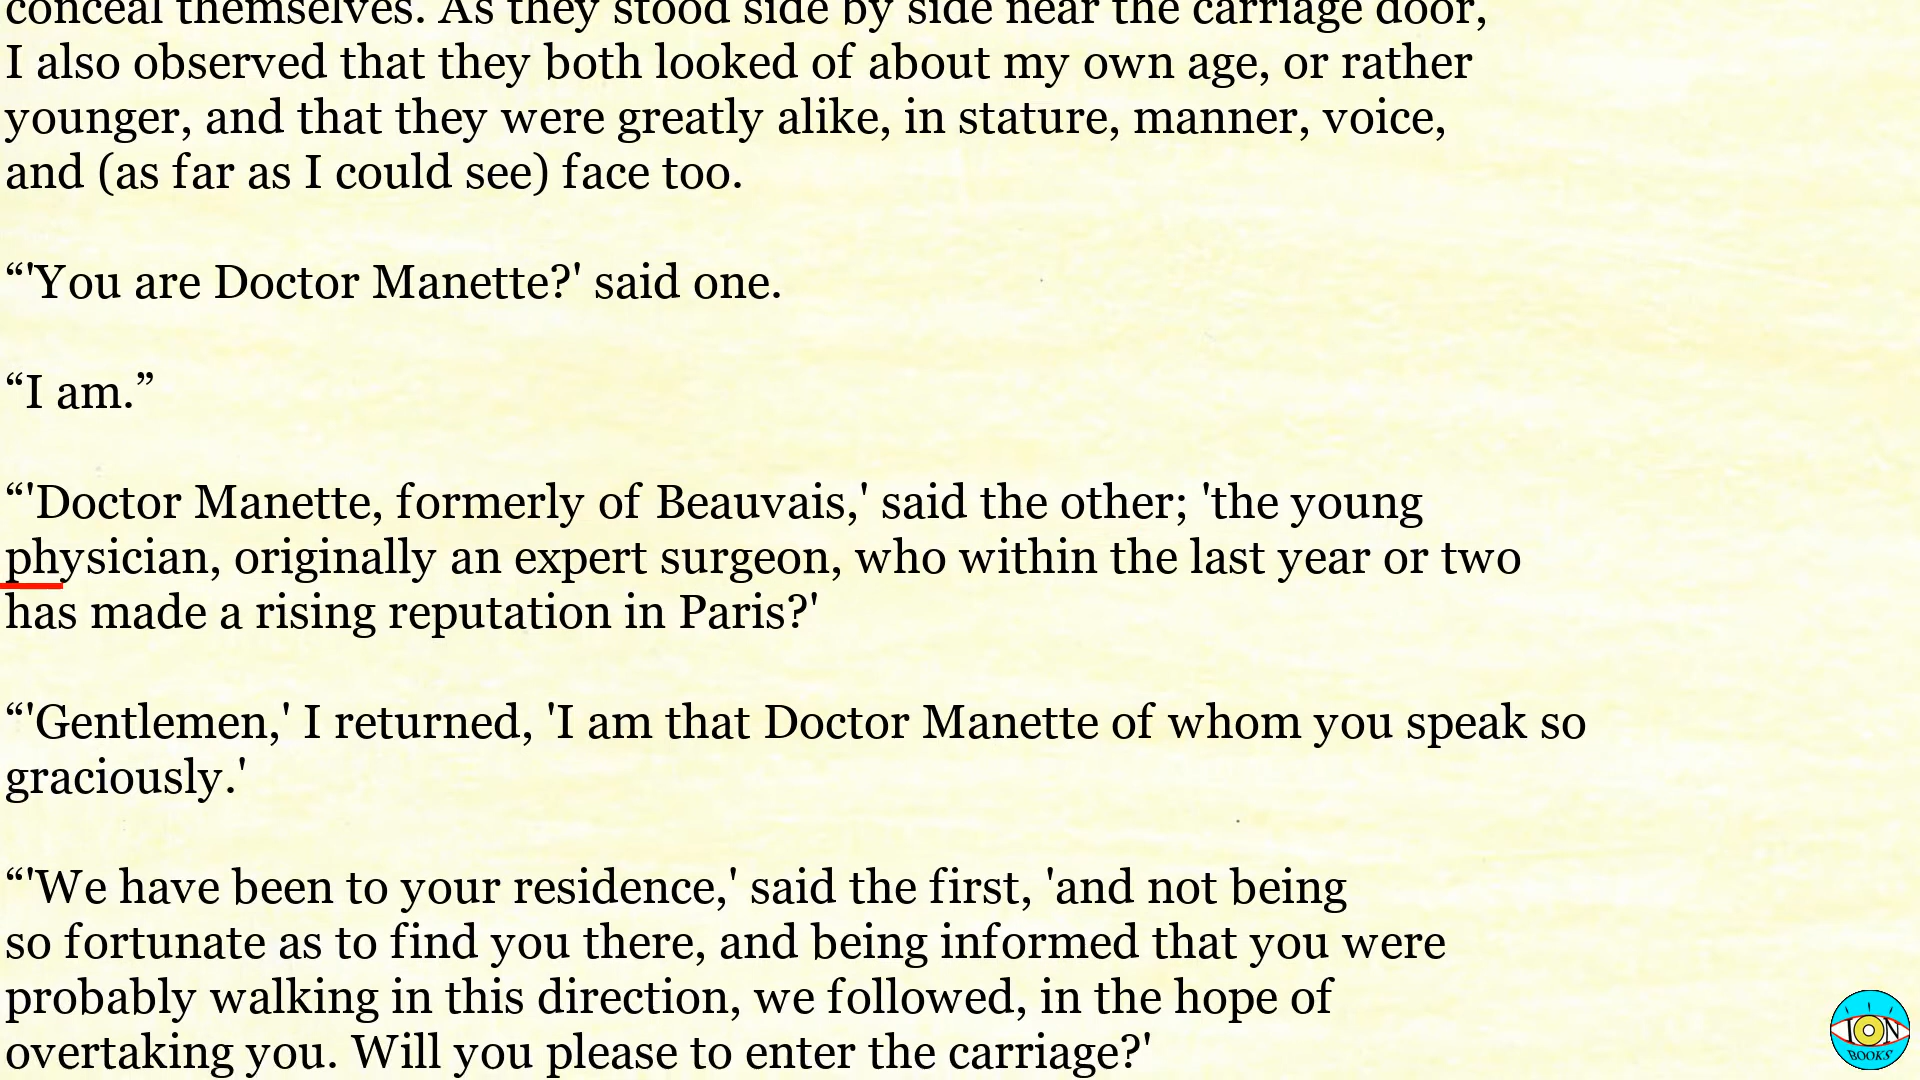 conceal themselves. As they stood side by side near the carriage door,
I also observed that they both looked of about my own age, or rather
younger, and that they were greatly alike, in stature, manner, voice,
and (as far as I could see) face too.
“'You are Doctor Manette?' said one.
“I am.”
“'Doctor Manette, formerly of Beauvais,' said the other; 'the young
physician, originally an expert surgeon, who within the last year or two
has made a rising reputation in Paris?'
“'Gentlemen,' I returned, 'I am that Doctor Manette of whom you speak so
graciously.'
“'We have been to your residence,' said the first, 'and not being
so fortunate as to find you there, and being informed that you were
probably walking in this direction, we followed, in the hope of
overtaking you. Will you please to enter the carriage?'
ION
BOOKS